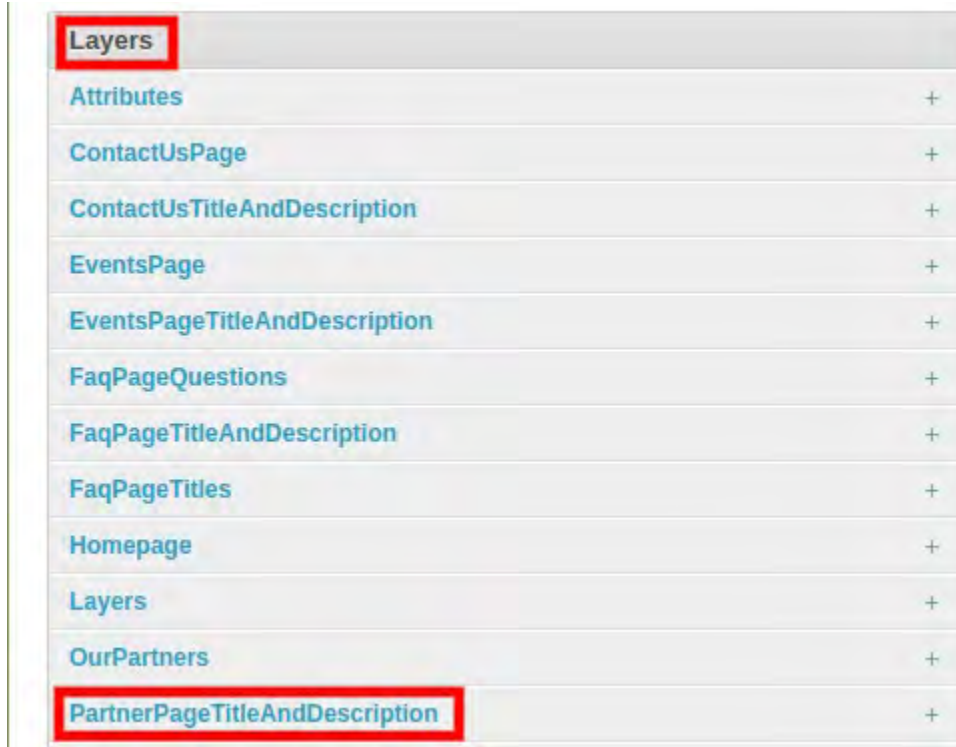 Layers
Attributes +
ContactUsPage +
ContactUsTitleAndDescription +
EventsPage +
EventsPageTitleAndDescription +
FaqPageQuestions +
FaqPageTitleAndDescription +
FaqPageTitles +
Homepage +
Layers +
OurPartners +
PartnerPageTitleAndDescription +